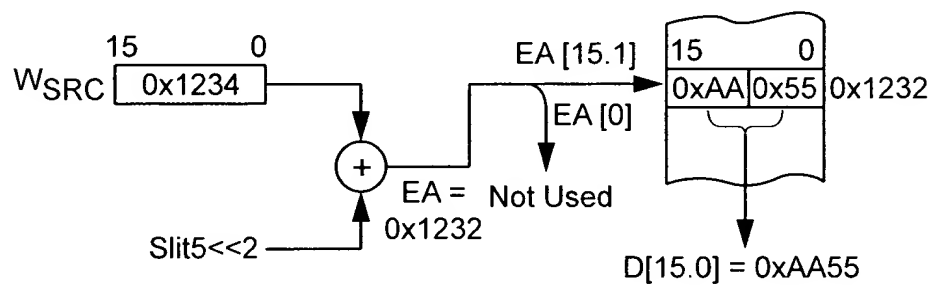 15 0
WSRC 0x1234
+
Slit5<<2
EA =
0x1232
EA [15.1]
EA [0]
Not Used
15 0
0xAA 0x55 0x1232
D[15.0] = 0xAA55